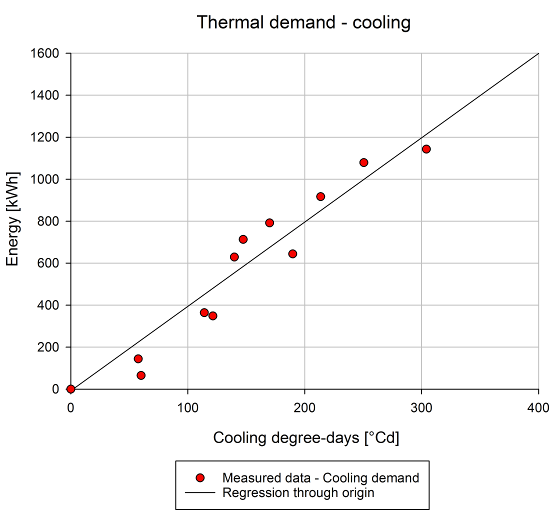 Thermal demand - cooling
1600
1400
1200
1000
800
600
400
200
0
Energy [kWh]
0 100 200 300 400
Cooling degree-days [°Cd]
Measured data - Cooling demand
Regression through origin